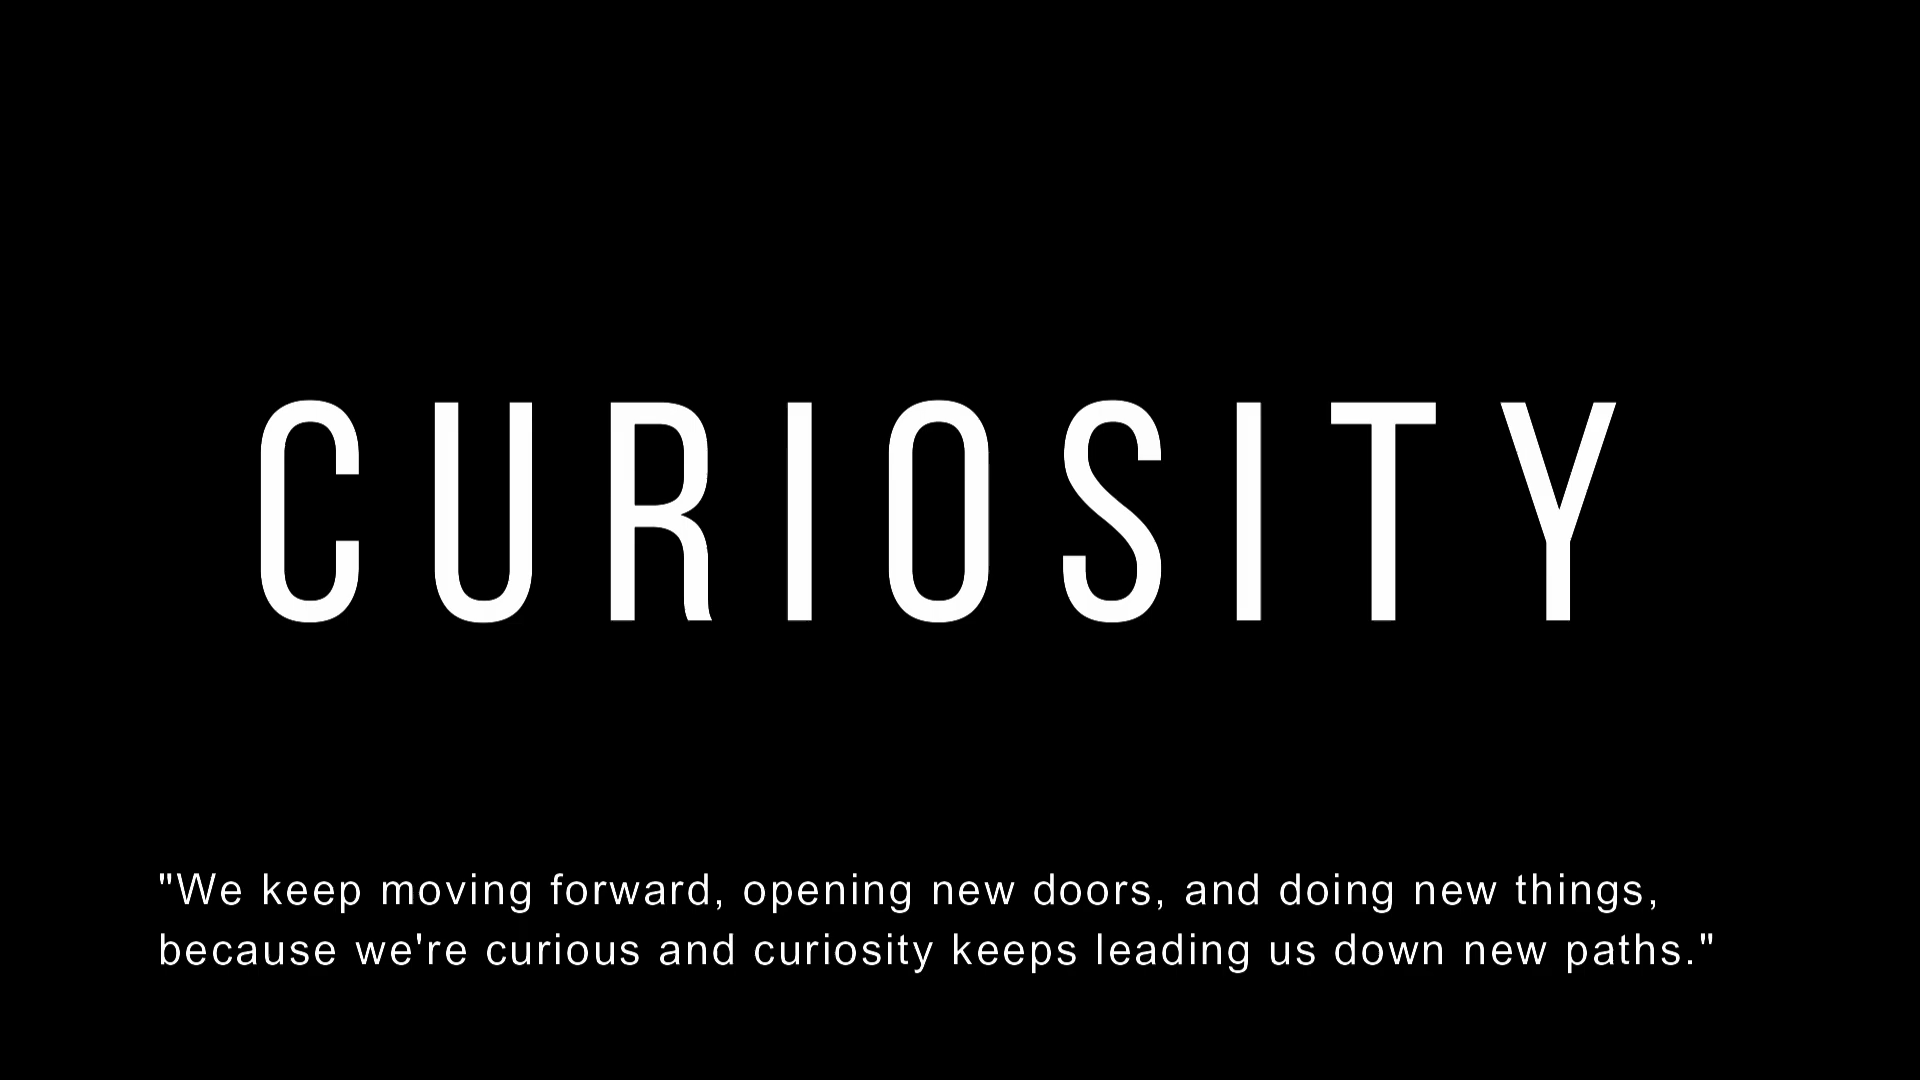 CURIOSITY
"We keep moving forward, opening new doors, and doing new things,
because we're curious and curiosity keeps leading us down new paths."